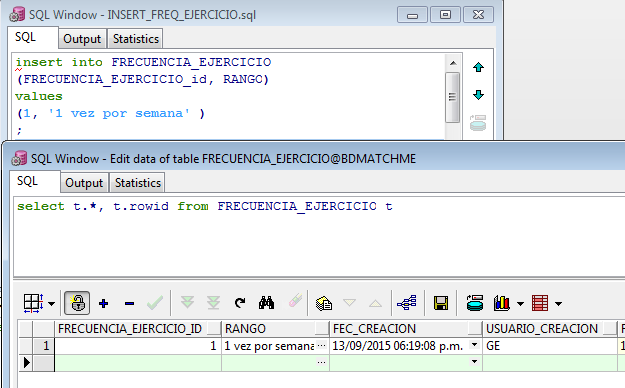 SQL Window - INSERT_FREQ_EJERCICIO.sql
SQL Output Statistics
insert into FRECUENCIA_EJERCICIO
(FRECUENCIA_EJERCICIO_id, RANGO)
values
(1, '1 vez por semana' )
;
SQL Window - Edit data of table FRECUENCIA_EJERCICIO@BDMATCHME
SQL Output Statistics
select t.*, t.rowid from FRECUENCIA_EJERCICIO t
FRECUENCIA_EJERCICIO_ID RANGO FEC_CREACION USUARIO_CREACION
1 1 1 vez por semana ... 13/09/2015 06:19:08 p.m. GE
...